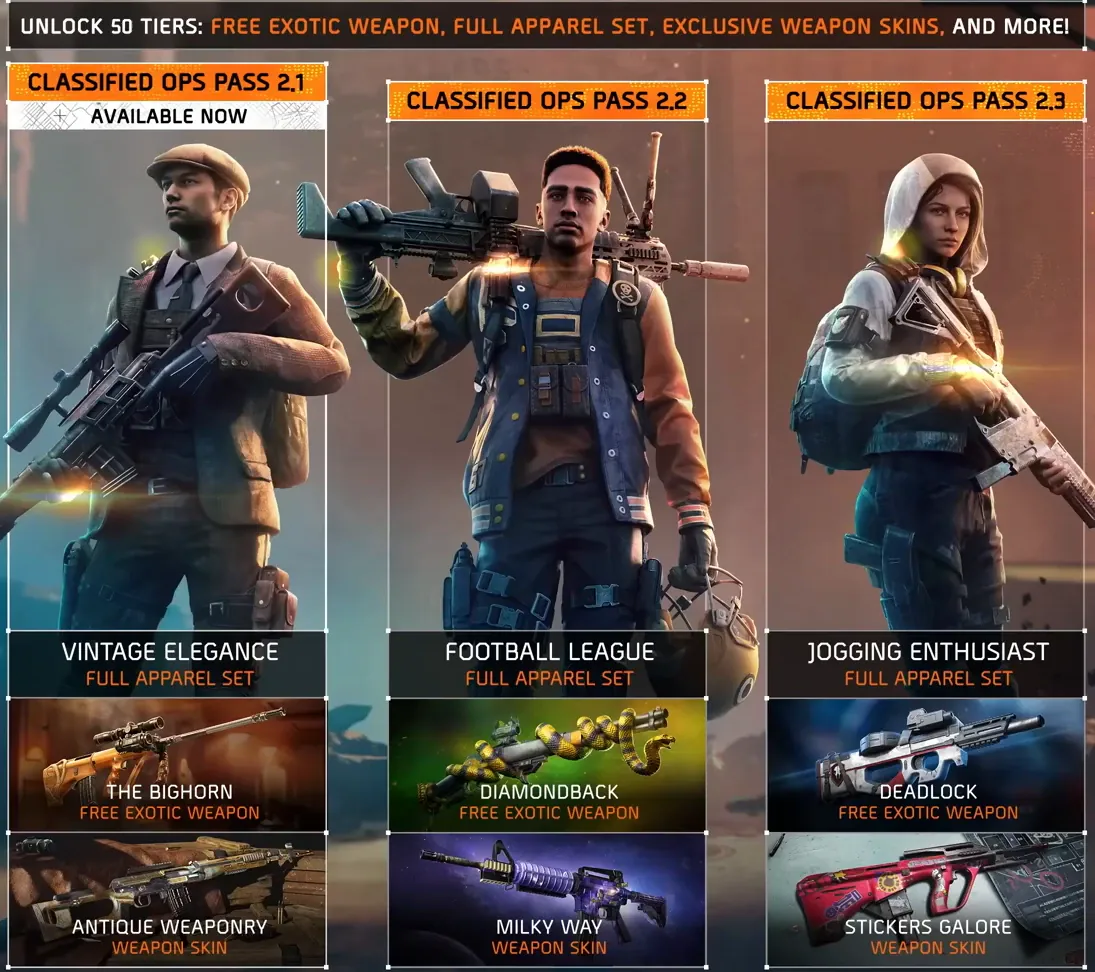 UNLOCK 50 TIERS: FREE EXOTIC WEAPON, FULL APPAREL SET, EXCLUSIVE WEAPON SKINS, AND MORE!
CLASSIFIED OPS PASS 2.1
AVAILABLE NOW
VINTAGE ELEGANCE
FULL APPAREL SET
THE BIGHORN
FREE EXOTIC WEAPON
ANTIQUE WEAPONRY
WEAPON SKIN
CLASSIFIED OPS PASS 2.2
FOOTBALL LEAGUE
FULL APPAREL SET
DIAMONDBACK
FREE EXOTIC WEAPON
MILKY WAY
WEAPON SKIN
CLASSIFIED OPS PASS 2.3
JOGGING ENTHUSIAST
FULL APPAREL SET
DEADLOCK
FREE EXOTIC WEAPON
STICKERS GALORE
WEAPON SKIN